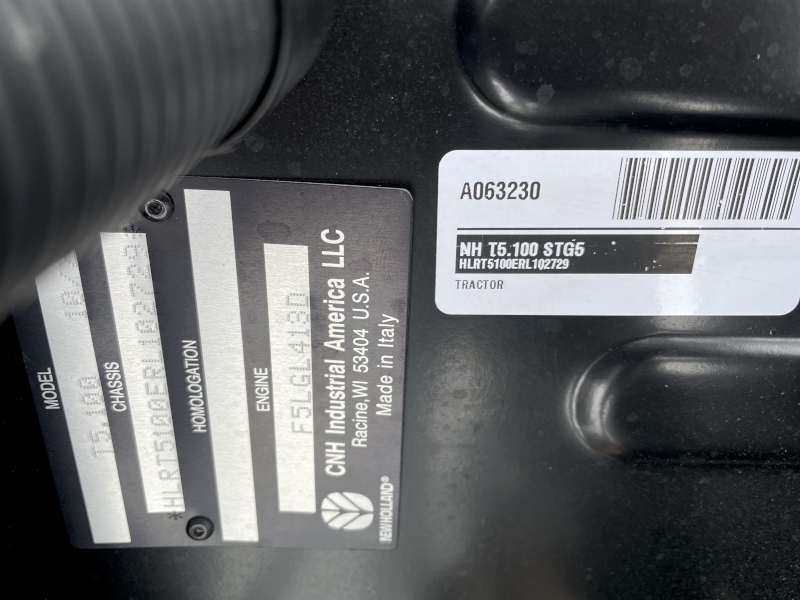 A063230
NH T5.100 STG5
HLRT5100ERL102729
TRACTOR
MODEL
T5.100
CHASSIS
*HLRT5100ERL102729*
HOMOLOGATION
ENGINE
F5LGL413D
CNH Industrial America LLC
Racine,WI 53404 U.S.A.
Made in Italy
NEW HOLLAND®